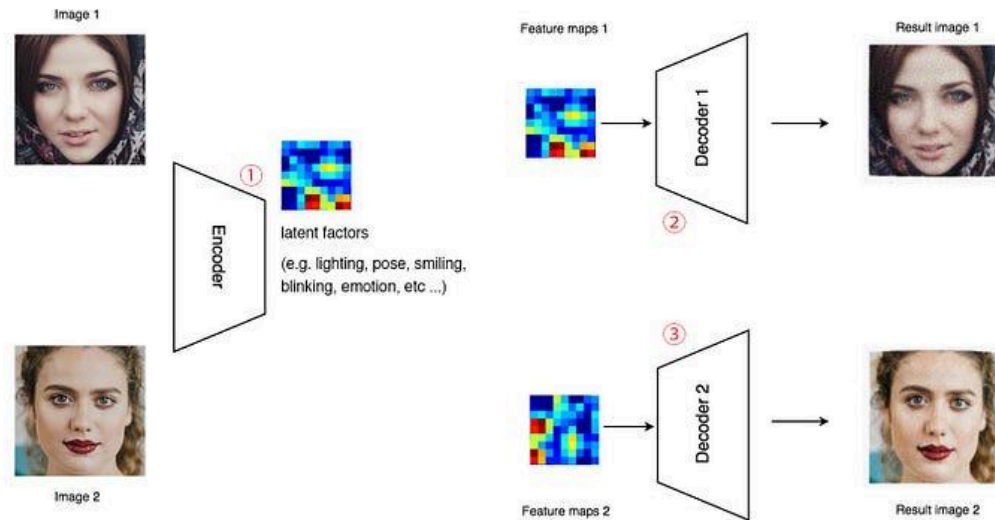 Image 1
Image 2
Encoder
①
latent factors
(e.g. lighting, pose, smiling,
blinking, emotion, etc ...)
Feature maps 1
Decoder 1
②
Result image 1
③
Decoder 2
Feature maps 2
Result image 2